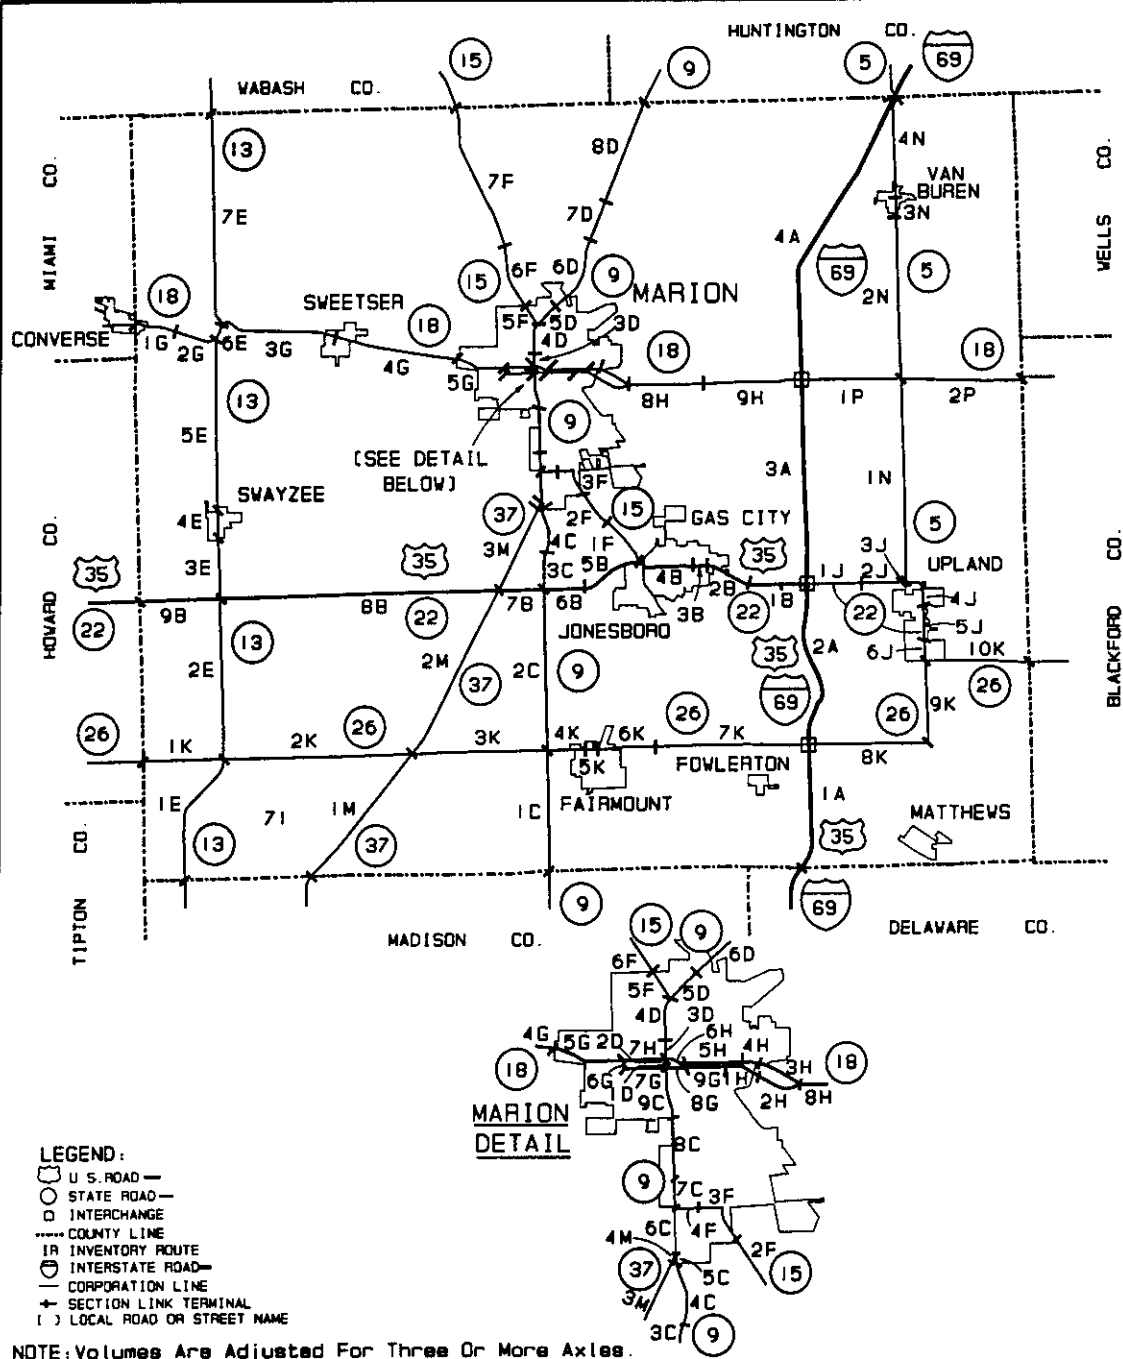 HUNTINGTON CO.
WABASH CO.
15
9
5
69
13
4N
8D
MIAMI CO.
WELLS CO.
7F
VAN
BUREN
3N
7E
7D
4A
15
6F
6D
9
69
5
2N
18
SWEETSER
MARION
18
5F
5D
3D
4D
CONVERSE
1G
2G
6E
3G
4G
5G
18
18
8H
9H
1P
2P
13
9
5E
(SEE DETAIL
BELOW)
3A
1N
3F
SWAYZEE
37
15
GAS CITY
5
4E
2F
3M
4C
1F
35
3J
UPLAND
HOWARD CO.
BLACKFORD CO.
35
3E
35
3C
5B
4B
2B
1J
2J
22
9B
8B
22
7B
6B
3B
22
1B
22
4J
JONESBORO
5J
13
6J
10K
2E
2M
37
2C
9
35
2A
69
26
9K
26
1K
2K
26
3K
4K
6K
26
7K
26
8K
5K
FOWLERTON
FAIRMOUNT
1E
7I
1M
1C
1A
MATTHEWS
13
37
35
TIPTON CO.
9
69
MADISON CO.
DELAWARE CO.
15
9
6F
6D
5F
5D
4D
3D
4G
5G
2D
7H
6H
5H
4H
3H
18
18
6G
7G
9G
1H
2H
8H
1D
9C
8G
MARION
DETAIL
8C
9
7C
3F
6C
4F
4M
2F
37
5C
15
3M
4C
3C
9
LEGEND:
U S. ROAD
STATE ROAD
INTERCHANGE
COUNTY LINE
1A INVENTORY ROUTE
INTERSTATE ROAD
CORPORATION LINE
SECTION LINK TERMINAL
( ) LOCAL ROAD OR STREET NAME
NOTE: Volumes Are Adjusted For Three Or More Axles.